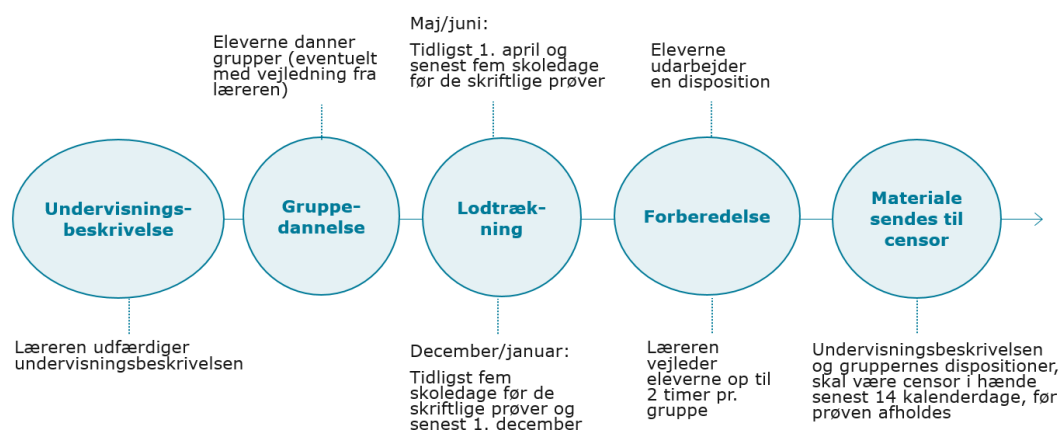 Undervisnings-
beskrivelse
Læreren udfærdiger
undervisningsbeskrivelsen
Eleverne danner
grupper (eventuelt
med vejledning fra
læreren)
Gruppe-
dannelse
Maj/juni:
Tidligst 1. april og
senest fem skoledage
før de skriftlige prøver
Lodtræk-
ning
December/januar:
Tidligst fem
skoledage før de
skriftlige prøver og
senest 1. december
Eleverne
udarbejder
en disposition
Forberedelse
Læreren
vejleder
eleverne op til
2 timer pr.
gruppe
Materiale
sendes til
censor
Undervisningsbeskrivelsen
og gruppernes dispositioner,
skal være censor i hænde
senest 14 kalenderdage, før
prøven afholdes